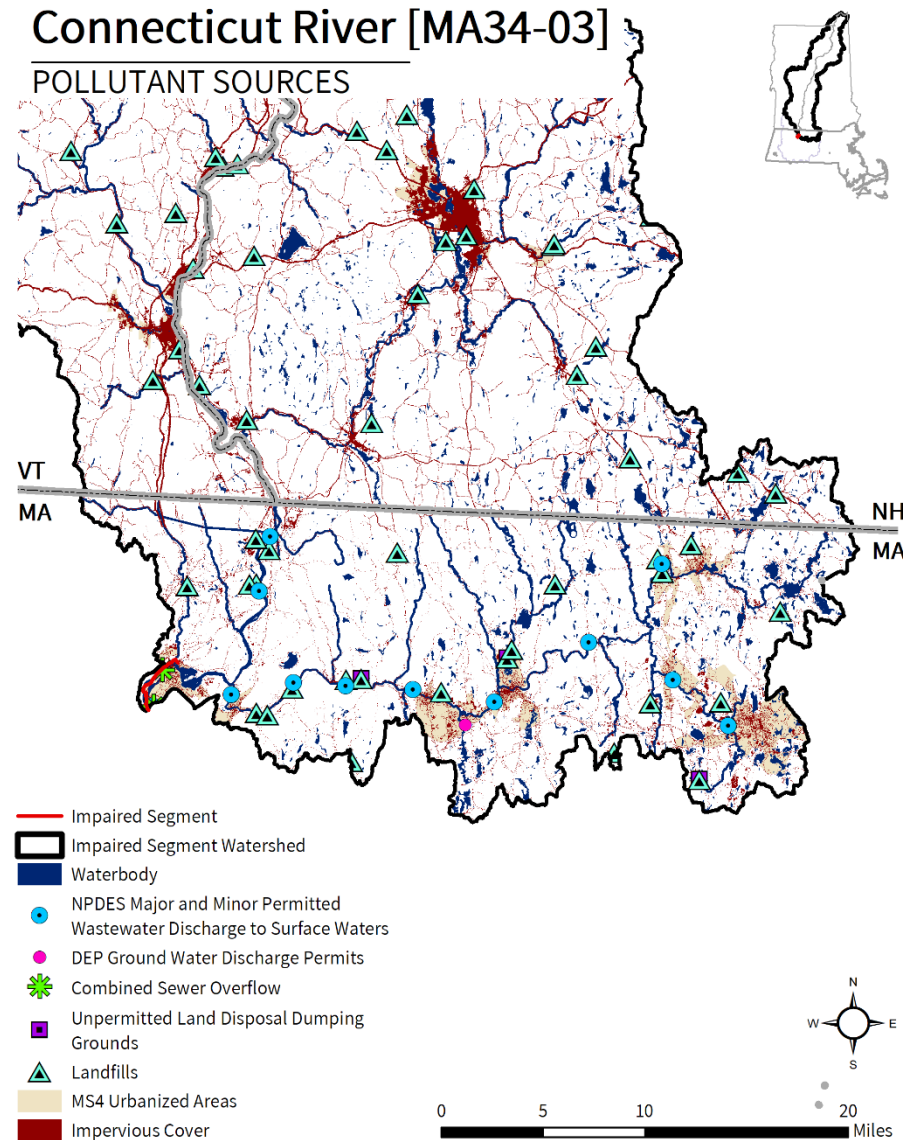 Connecticut River [MA34-03]
POLLUTANT SOURCES
VT
MA
NH
MA
Impaired Segment
Impaired Segment Watershed
Waterbody
NPDES Major and Minor Permitted
Wastewater Discharge to Surface Waters
DEP Ground Water Discharge Permits
Combined Sewer Overflow
Unpermitted Land Disposal Dumping
Grounds
Landfills
MS4 Urbanized Areas
Impervious Cover
N
W E
S
0 5 10 20
Miles